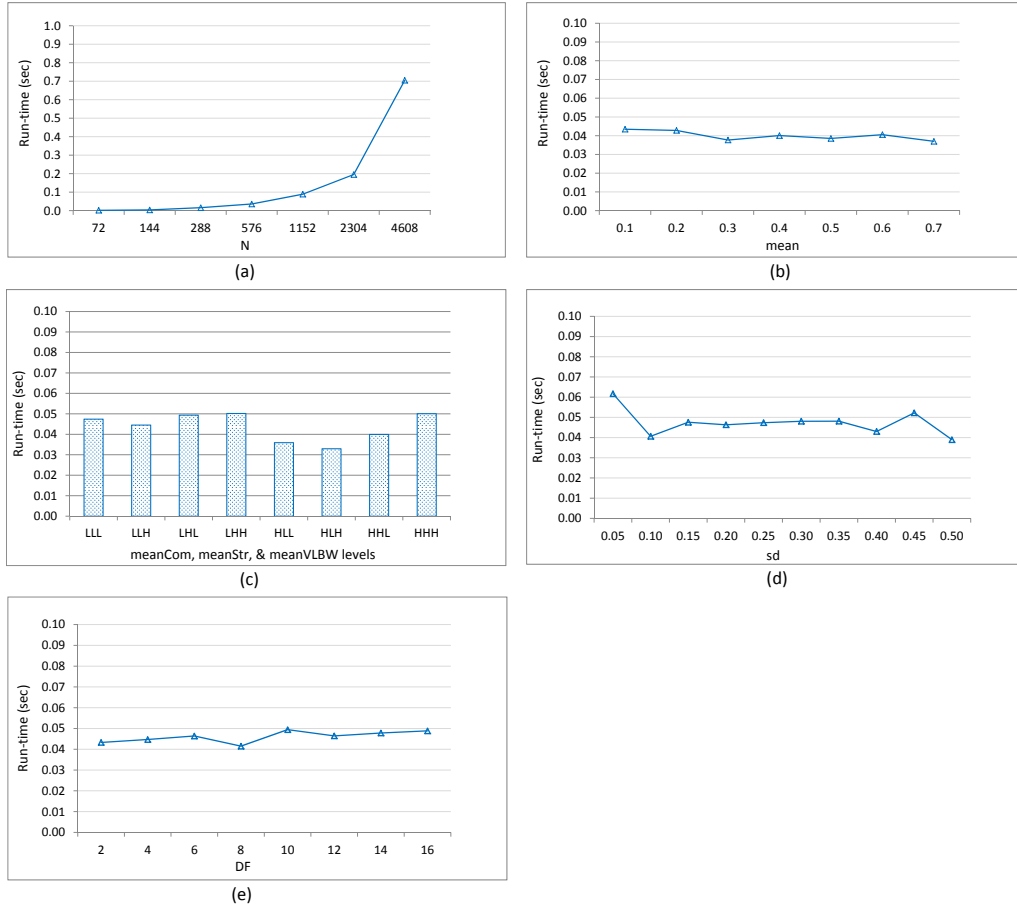 1.0
0.9
0.8
0.7
0.6
0.5
0.4
0.3
0.2
0.1
0.0
Run-time (sec)
72 144 288 576 1152 2304 4608
N
(a)
0.10
0.09
0.08
0.07
0.06
0.05
0.04
0.03
0.02
0.01
0.00
Run-time (sec)
0.1 0.2 0.3 0.4 0.5 0.6 0.7
mean
(b)
0.10
0.09
0.08
0.07
0.06
0.05
0.04
0.03
0.02
0.01
0.00
Run-time (sec)
LLL LLH LHL LHH HLL HLH HHL HHH
meanCom, meanStr, & meanVLBW levels
(c)
0.10
0.09
0.08
0.07
0.06
0.05
0.04
0.03
0.02
0.01
0.00
Run-time (sec)
0.05 0.10 0.15 0.20 0.25 0.30 0.35 0.40 0.45 0.50
sd
(d)
0.10
0.09
0.08
0.07
0.06
0.05
0.04
0.03
0.02
0.01
0.00
Run-time (sec)
2 4 6 8 10 12 14 16
DF
(e)